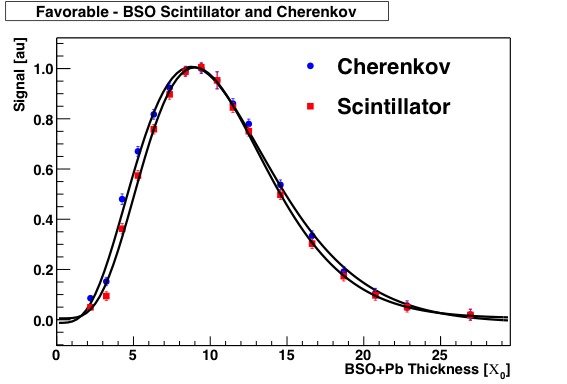 Favorable - BSO Scintillator and Cherenkov
Signal [au]
1.0
0.8
0.6
0.4
0.2
0.0
Cherenkov
Scintillator
0 5 10 15 20 25
BSO+Pb Thickness [X₀]